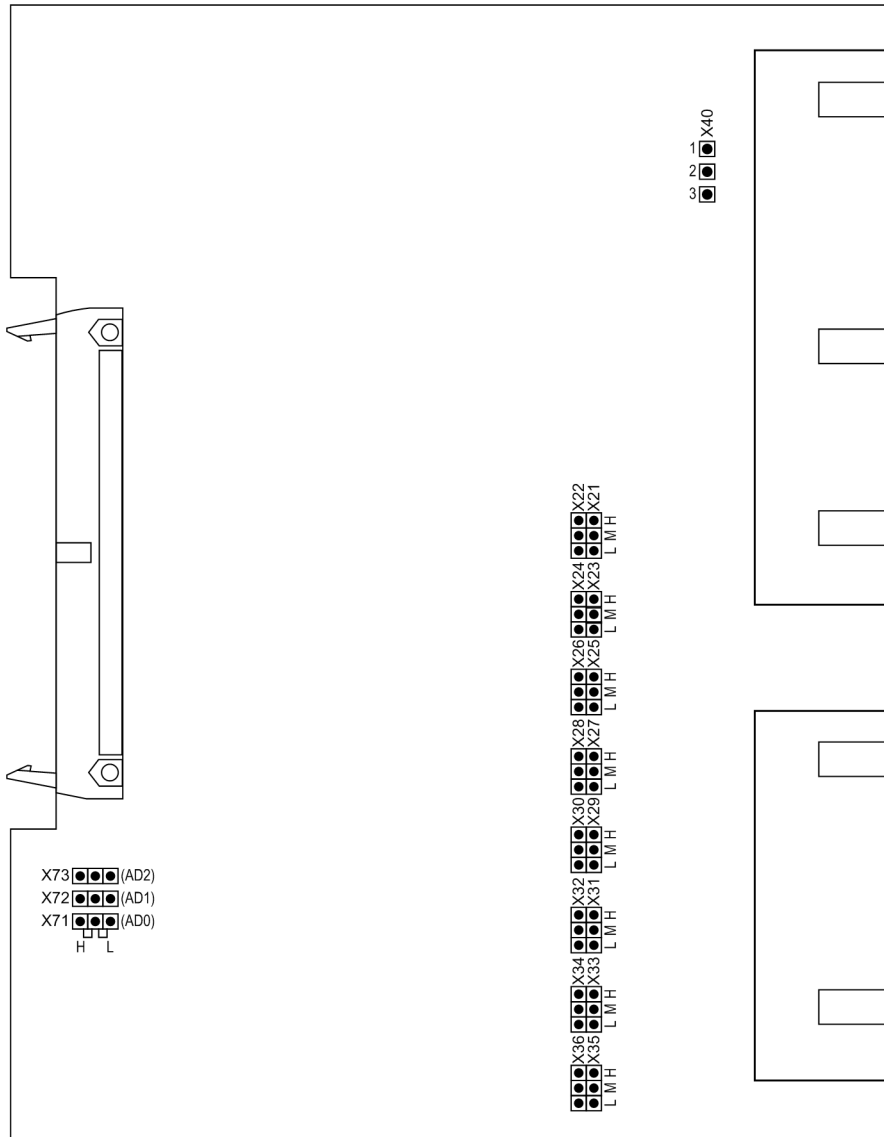 X40
1
2
3
X22 X21
H
M
L
X24 X23
H
M
L
X26 X25
H
M
L
X28 X27
H
M
L
X30 X29
H
M
L
X32 X31
H
M
L
X34 X33
H
M
L
X36 X35
H
M
L
X73 (AD2)
X72 (AD1)
X71 (AD0)
H L